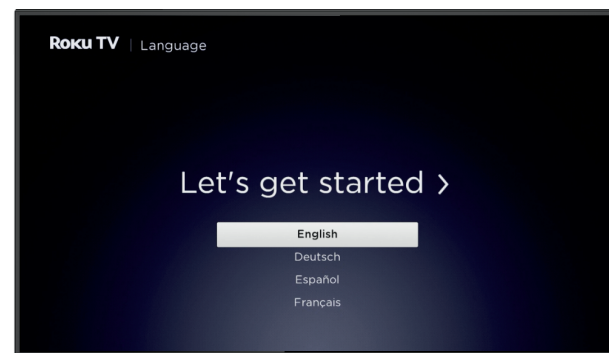 Roku TV | Language
Let's get started >
English
Deutsch
Español
Français